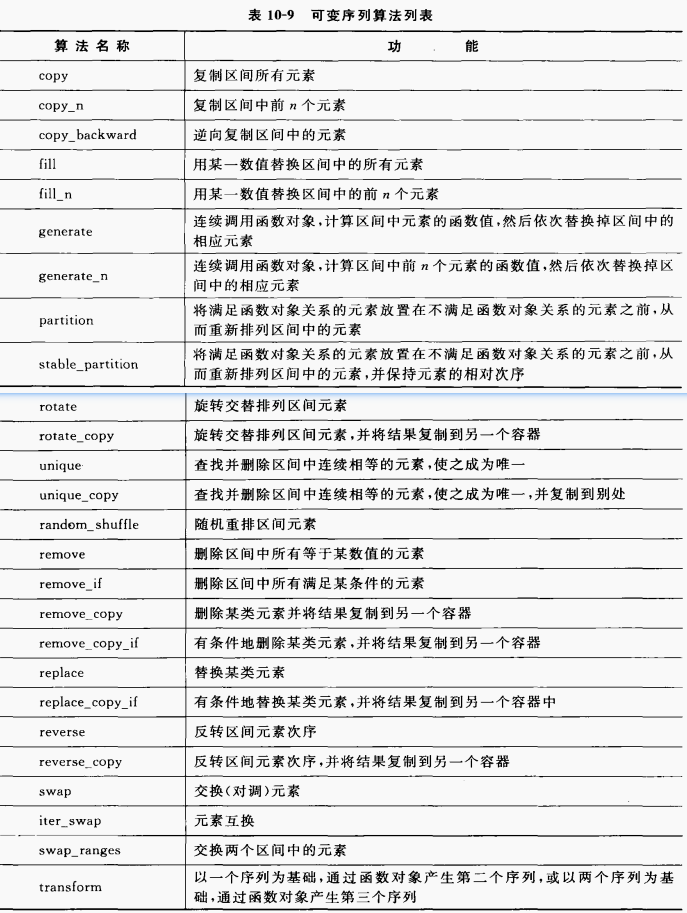 表 10-9 可变序列算法列表
算法名称 功能
copy 复制区间所有元素
copy_n 复制区间中前 n 个元素
copy_backward 逆向复制区间中的元素
fill 用某一数值替换区间中的所有元素
fill_n 用某一数值替换区间中的前 n 个元素
generate 连续调用函数对象,计算区间中元素的函数值,然后依次替换掉区间中的
相应元素
generate_n 连续调用函数对象,计算区间中前 n 个元素的函数值,然后依次替换掉区
间中的相应元素
partition 将满足函数对象关系的元素放置在不满足函数对象关系的元素之前,从
而重新排列区间中的元素
stable_partition 将满足函数对象关系的元素放置在不满足函数对象关系的元素之前,从
而重新排列区间中的元素,并保持元素的相对次序
rotate 旋转交替排列区间元素
rotate_copy 旋转交替排列区间元素,并将结果复制到另一个容器
unique 查找并删除区间中连续相等的元素,使之成为唯一
unique_copy 查找并删除区间中连续相等的元素,使之成为唯一,并复制到别处
random_shuffle 随机重排区间元素
remove 删除区间中所有等于某数值的元素
remove_if 删除区间中所有满足某条件的元素
remove_copy 删除某类元素并将结果复制到另一个容器
remove_copy_if 有条件地删除某类元素,并将结果复制到另一个容器
replace 替换某类元素
replace_copy_if 有条件地替换某类元素,并将结果复制到另一个容器中
reverse 反转区间元素次序
reverse_copy 反转区间元素次序,并将结果复制到另一个容器
swap 交换(对调)元素
iter_swap 元素互换
swap_ranges 交换两个区间中的元素
transform 以一个序列为基础,通过函数对象产生第二个序列,或以两个序列为基
础,通过函数对象产生第三个序列